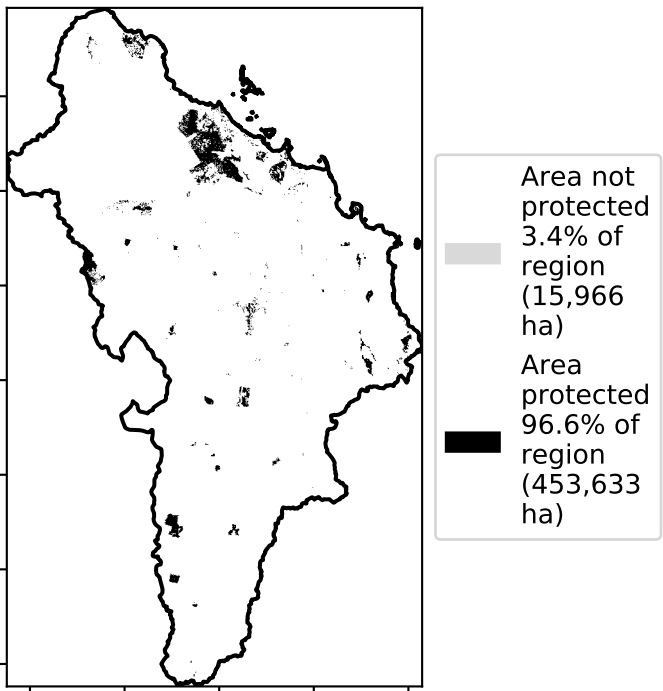 Area not
protected
3.4% of
region
(15,966
ha)
Area
protected
96.6% of
region
(453,633
ha)